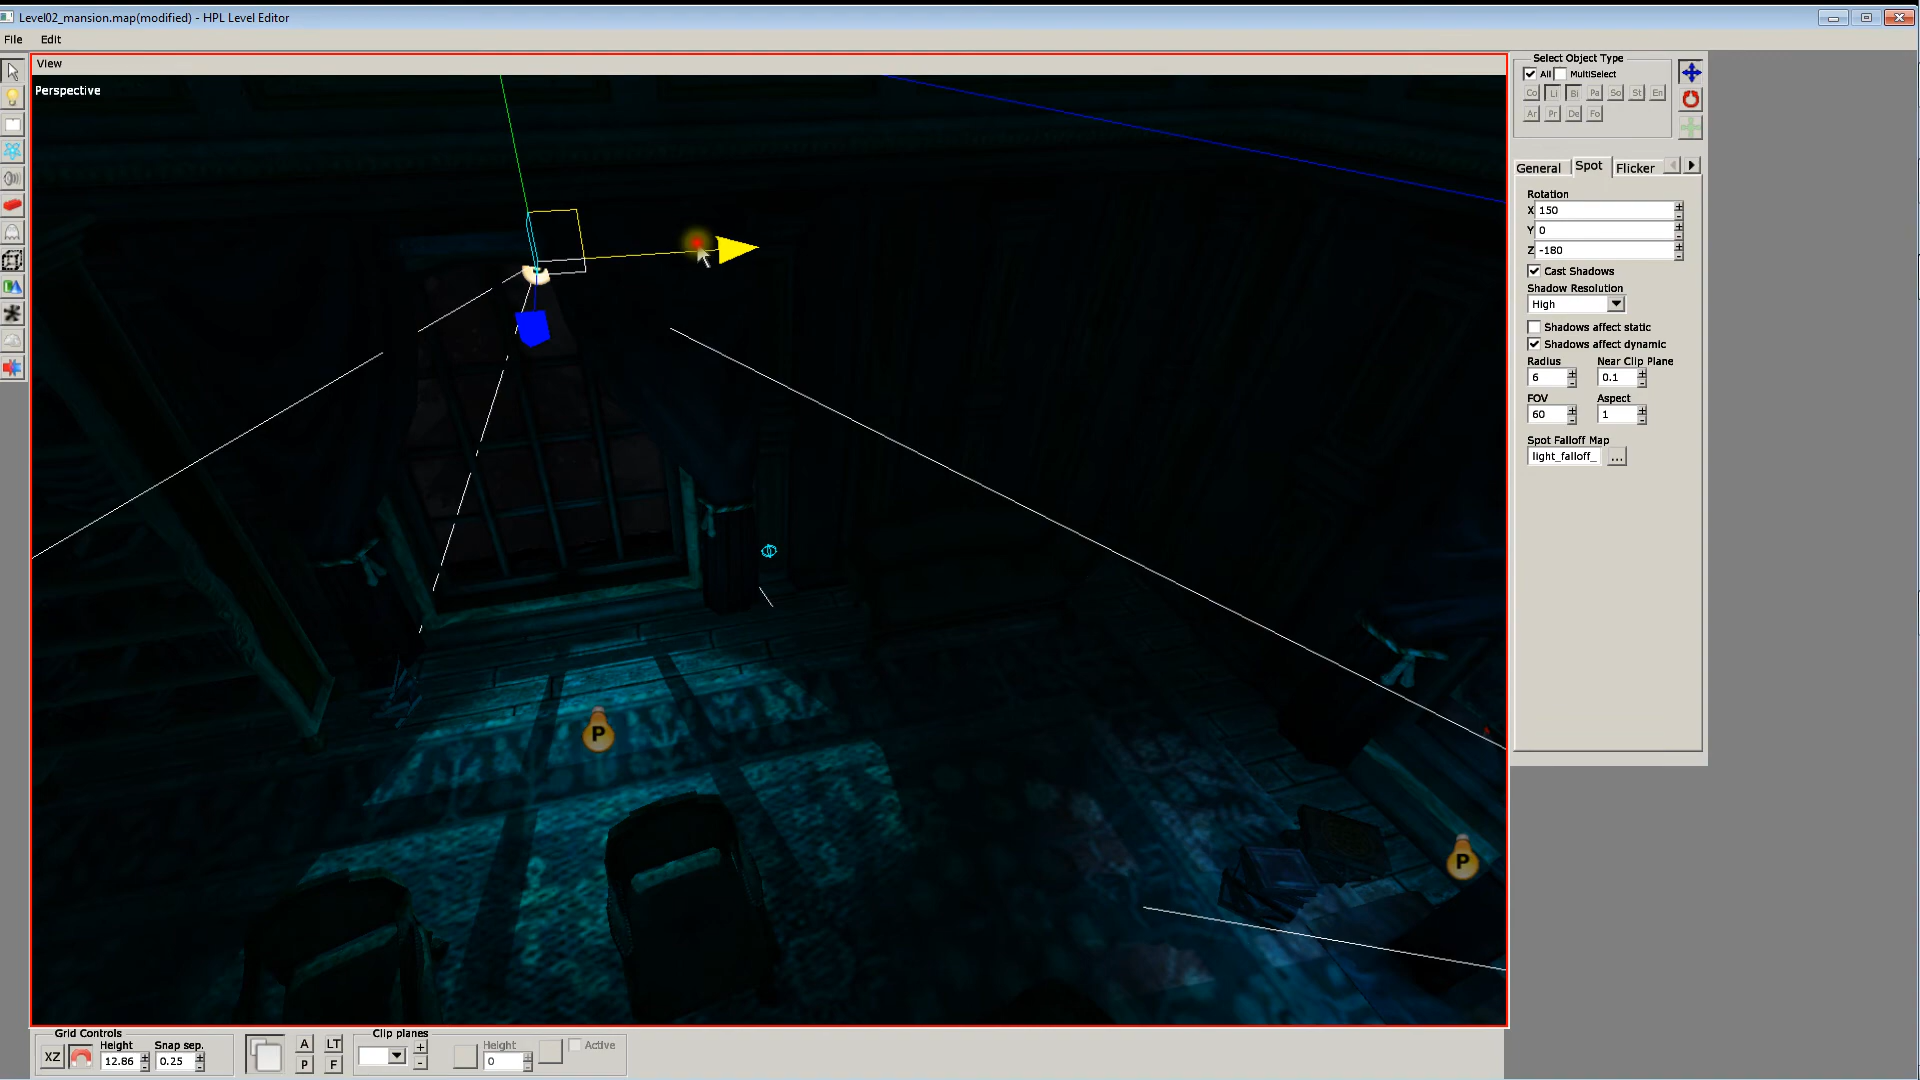 Level02_mansion.map(modified) - HPL Level Editor
File Edit
View
Perspective
Select Object Type
All MultiSelect
Co Li Bi Pa So St En
Ar Pr De Fo
General Spot Flicker
Rotation
X 150
Y 0
Z -180
Cast Shadows
Shadow Resolution
High
Shadows affect static
Shadows affect dynamic
Radius Near Clip Plane
6 0.1
FOV Aspect
60 1
Spot Falloff Map
light_falloff_ ...
P
P
Grid Controls
XZ Height Snap sep.
12.86 0.25
A LT
P F
Clip planes
+
-
Height
0
Active